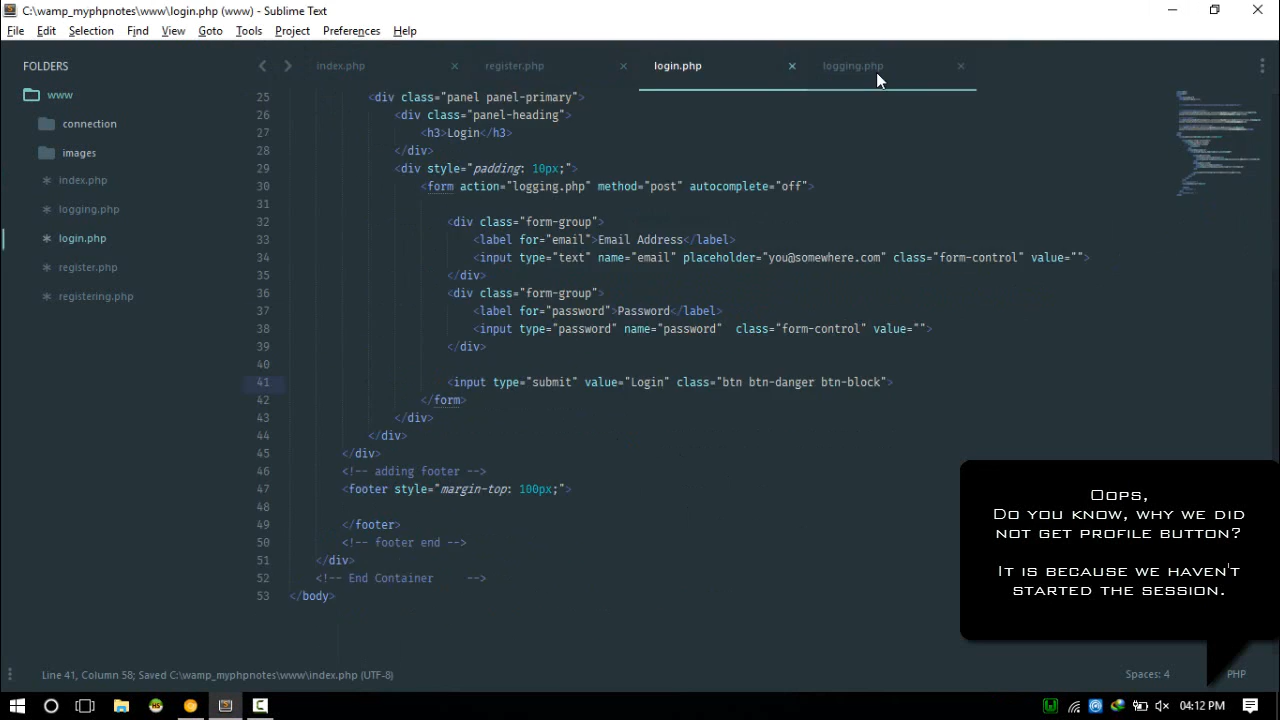 C:\wamp_myphpnotes\www\login.php (www) - Sublime Text
File Edit Selection Find View Goto Tools Project Preferences Help
FOLDERS
www
connection
images
index.php
logging.php
login.php
register.php
registering.php
index.php register.php login.php logging.php
25 <div class="panel panel-primary">
26 <div class="panel-heading">
27 <h3>Login</h3>
28 </div>
29 <div style="padding: 10px;">
30 <form action="logging.php" method="post" autocomplete="off">
31
32 <div class="form-group">
33 <label for="email">Email Address</label>
34 <input type="text" name="email" placeholder="you@somewhere.com" class="form-control" value="">
35 </div>
36 <div class="form-group">
37 <label for="password">Password</label>
38 <input type="password" name="password"  class="form-control" value="">
39 </div>
40
41 <input type="submit" value="Login" class="btn btn-danger btn-block">
42 </form>
43 </div>
44 </div>
45 </div>
46 <!-- adding footer -->
47 <footer style="margin-top: 100px;">
48
49 </footer>
50 <!-- footer end -->
51 </div>
52 <!-- End Container     -->
53 </body>
Oops,
Do you know, why we did
not get profile button?
It is because we haven't
started the session.
Line 41, Column 58; Saved C:\wamp_myphpnotes\www\index.php (UTF-8)
Spaces: 4
PHP
04:12 PM